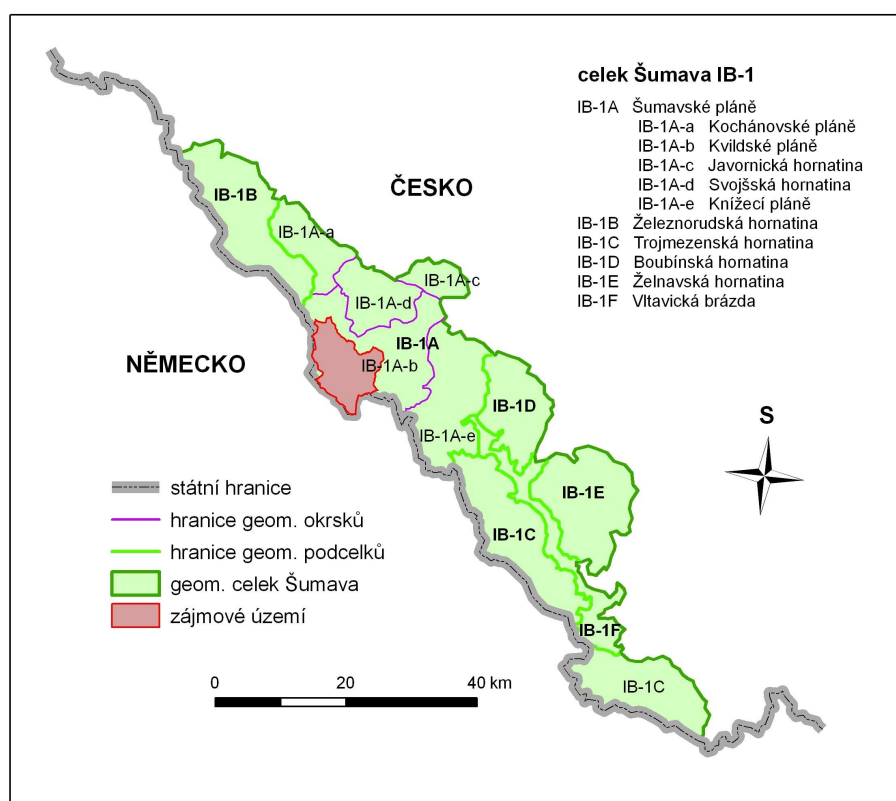 celek Šumava IB-1
IB-1A Šumavské pláně
IB-1A-a Kochánovské pláně
IB-1A-b Kvildské pláně
IB-1A-c Javornická hornatina
IB-1A-d Svojšská hornatina
IB-1A-e Knížecí pláně
IB-1B Železnorudská hornatina
IB-1C Trojmezenská hornatina
IB-1D Boubínská hornatina
IB-1E Želnavská hornatina
IB-1F Vltavická brázda
ČESKO
IB-1B
IB-1A-a
IB-1A-c
IB-1A-d
IB-1A
NĚMECKO
IB-1A-b
IB-1D
S
IB-1A-e
IB-1E
IB-1C
IB-1F
IB-1C
státní hranice
hranice geom. okrsků
hranice geom. podcelků
geom. celek Šumava
zájmové území
0 20 40 km